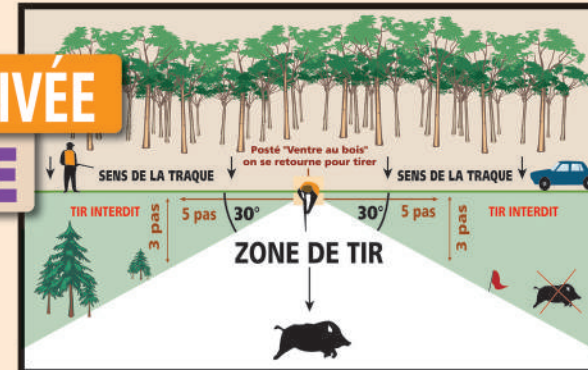 IVÉE
E
Posté "Ventre au bois"
on se retourne pour tirer
SENS DE LA TRAQUE
SENS DE LA TRAQUE
TIR INTERDIT
5 pas
30°
30°
5 pas
TIR INTERDIT
3 pas
3 pas
ZONE DE TIR